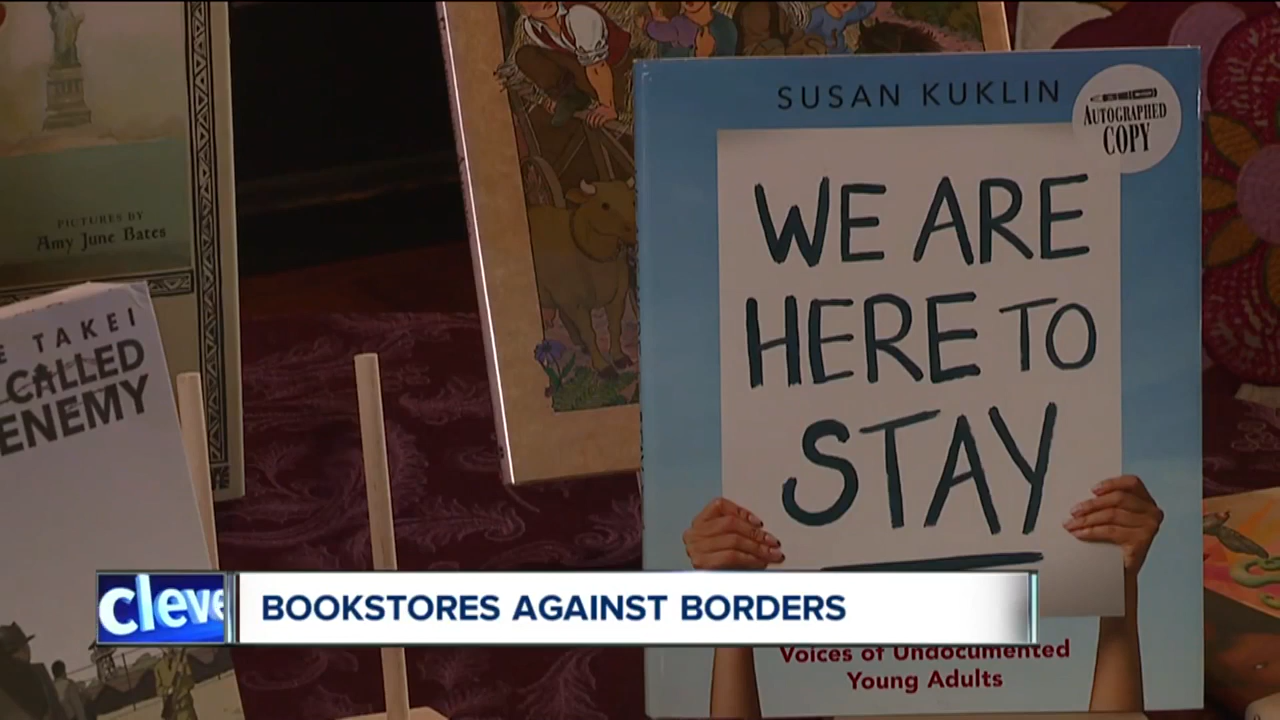 PICTURES BY
Amy June Bates
E TAKEI
CALLED
ENEMY
SUSAN KUKLIN
AUTOGRAPHED
COPY
WE ARE
HERE TO
STAY
Voices of Undocumented
Young Adults
cleve
BOOKSTORES AGAINST BORDERS